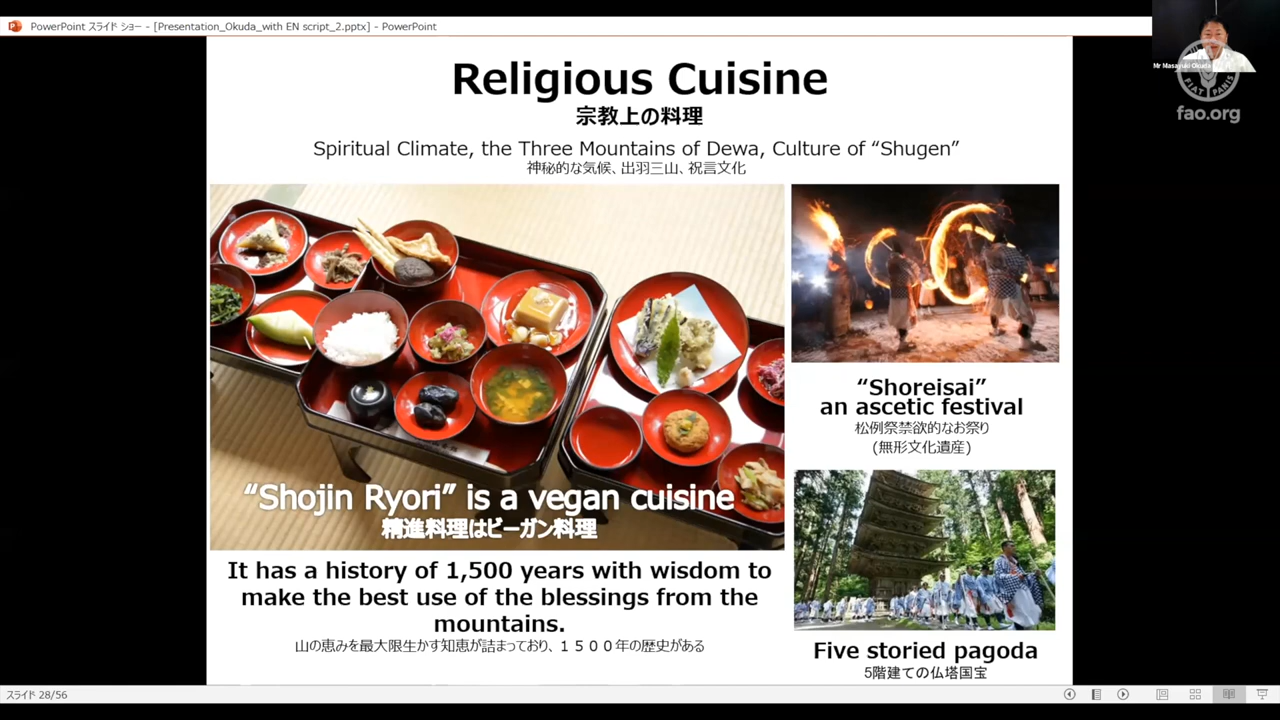 PowerPoint スライド ショー - [Presentation_Okuda_with EN script_2.pptx] - PowerPoint
Mr Masayuki Okuda
FIAT PANIS
fao.org
Religious Cuisine
宗教上の料理
Spiritual Climate, the Three Mountains of Dewa, Culture of “Shugen”
神秘的な気候、出羽三山、祝言文化
“Shojin Ryori” is a vegan cuisine
精進料理はビーガン料理
It has a history of 1,500 years with wisdom to
make the best use of the blessings from the
mountains.
山の恵みを最大限生かす知恵が詰まっており、１５００年の歴史がある
“Shoreisai”
an ascetic festival
松例祭禁欲的なお祭り
(無形文化遺産)
Five storied pagoda
5階建ての仏塔国宝
スライド 28/56